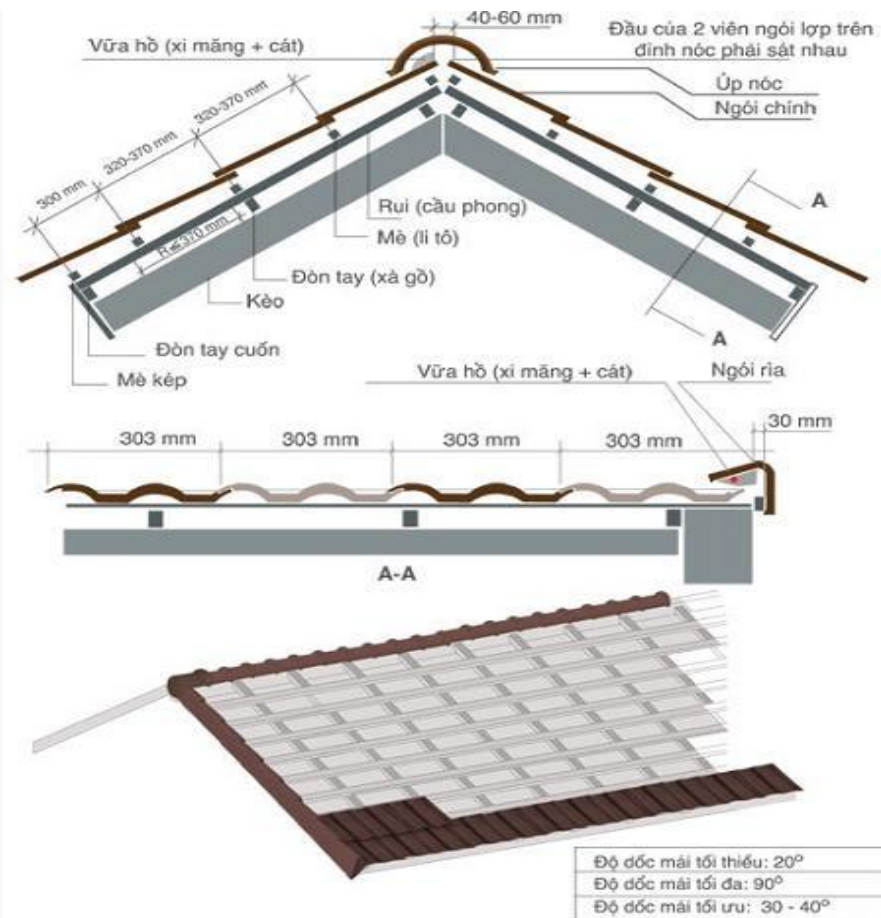 40-60 mm
Vữa hồ (xi măng + cát)
Đầu của 2 viên ngói lợp trên
đỉnh nóc phải sát nhau
Úp nóc
Ngói chính
320-370 mm
320-370 mm
300 mm
R≤370 mm
Rui (cầu phong)
Mè (li tô)
Đòn tay (xà gồ)
Kèo
Đòn tay cuốn
Mè kép
A
A
Vữa hồ (xi măng + cát)
Ngói rìa
30 mm
303 mm
303 mm
303 mm
303 mm
A-A
Độ dốc mái tối thiểu: 20⁰
Độ dốc mái tối đa: 90⁰
Độ dốc mái tối ưu: 30 - 40⁰